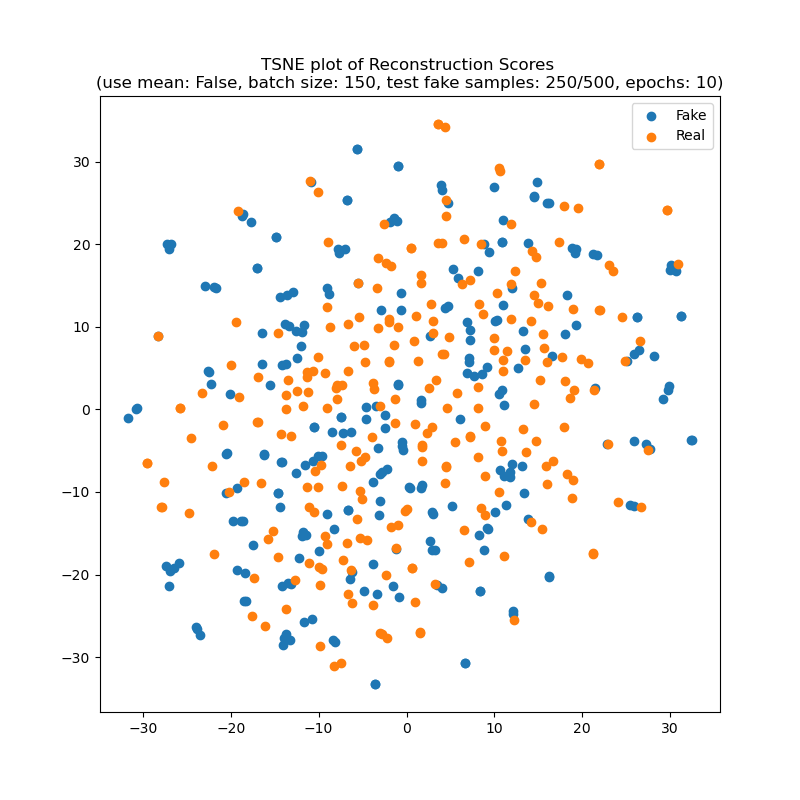 TSNE plot of Reconstruction Scores
(use mean: False, batch size: 150, test fake samples: 250/500, epochs: 10)
Fake
Real
30
20
10
0
−10
−20
−30
−30 −20 −10 0 10 20 30